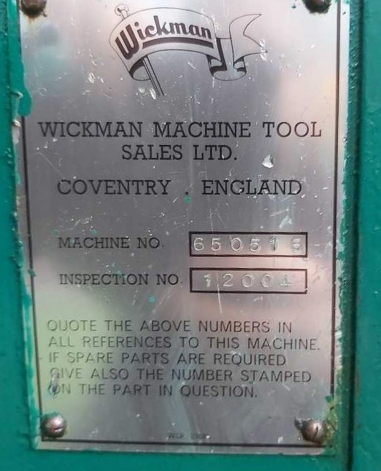 Wickman
WICKMAN MACHINE TOOL
SALES LTD.
COVENTRY . ENGLAND
MACHINE NO
INSPECTION NO 12004
QUOTE THE ABOVE NUMBERS IN
ALL REFERENCES TO THIS MACHINE.
IF SPARE PARTS ARE REQUIRED
GIVE ALSO THE NUMBER STAMPED
ON THE PART IN QUESTION.